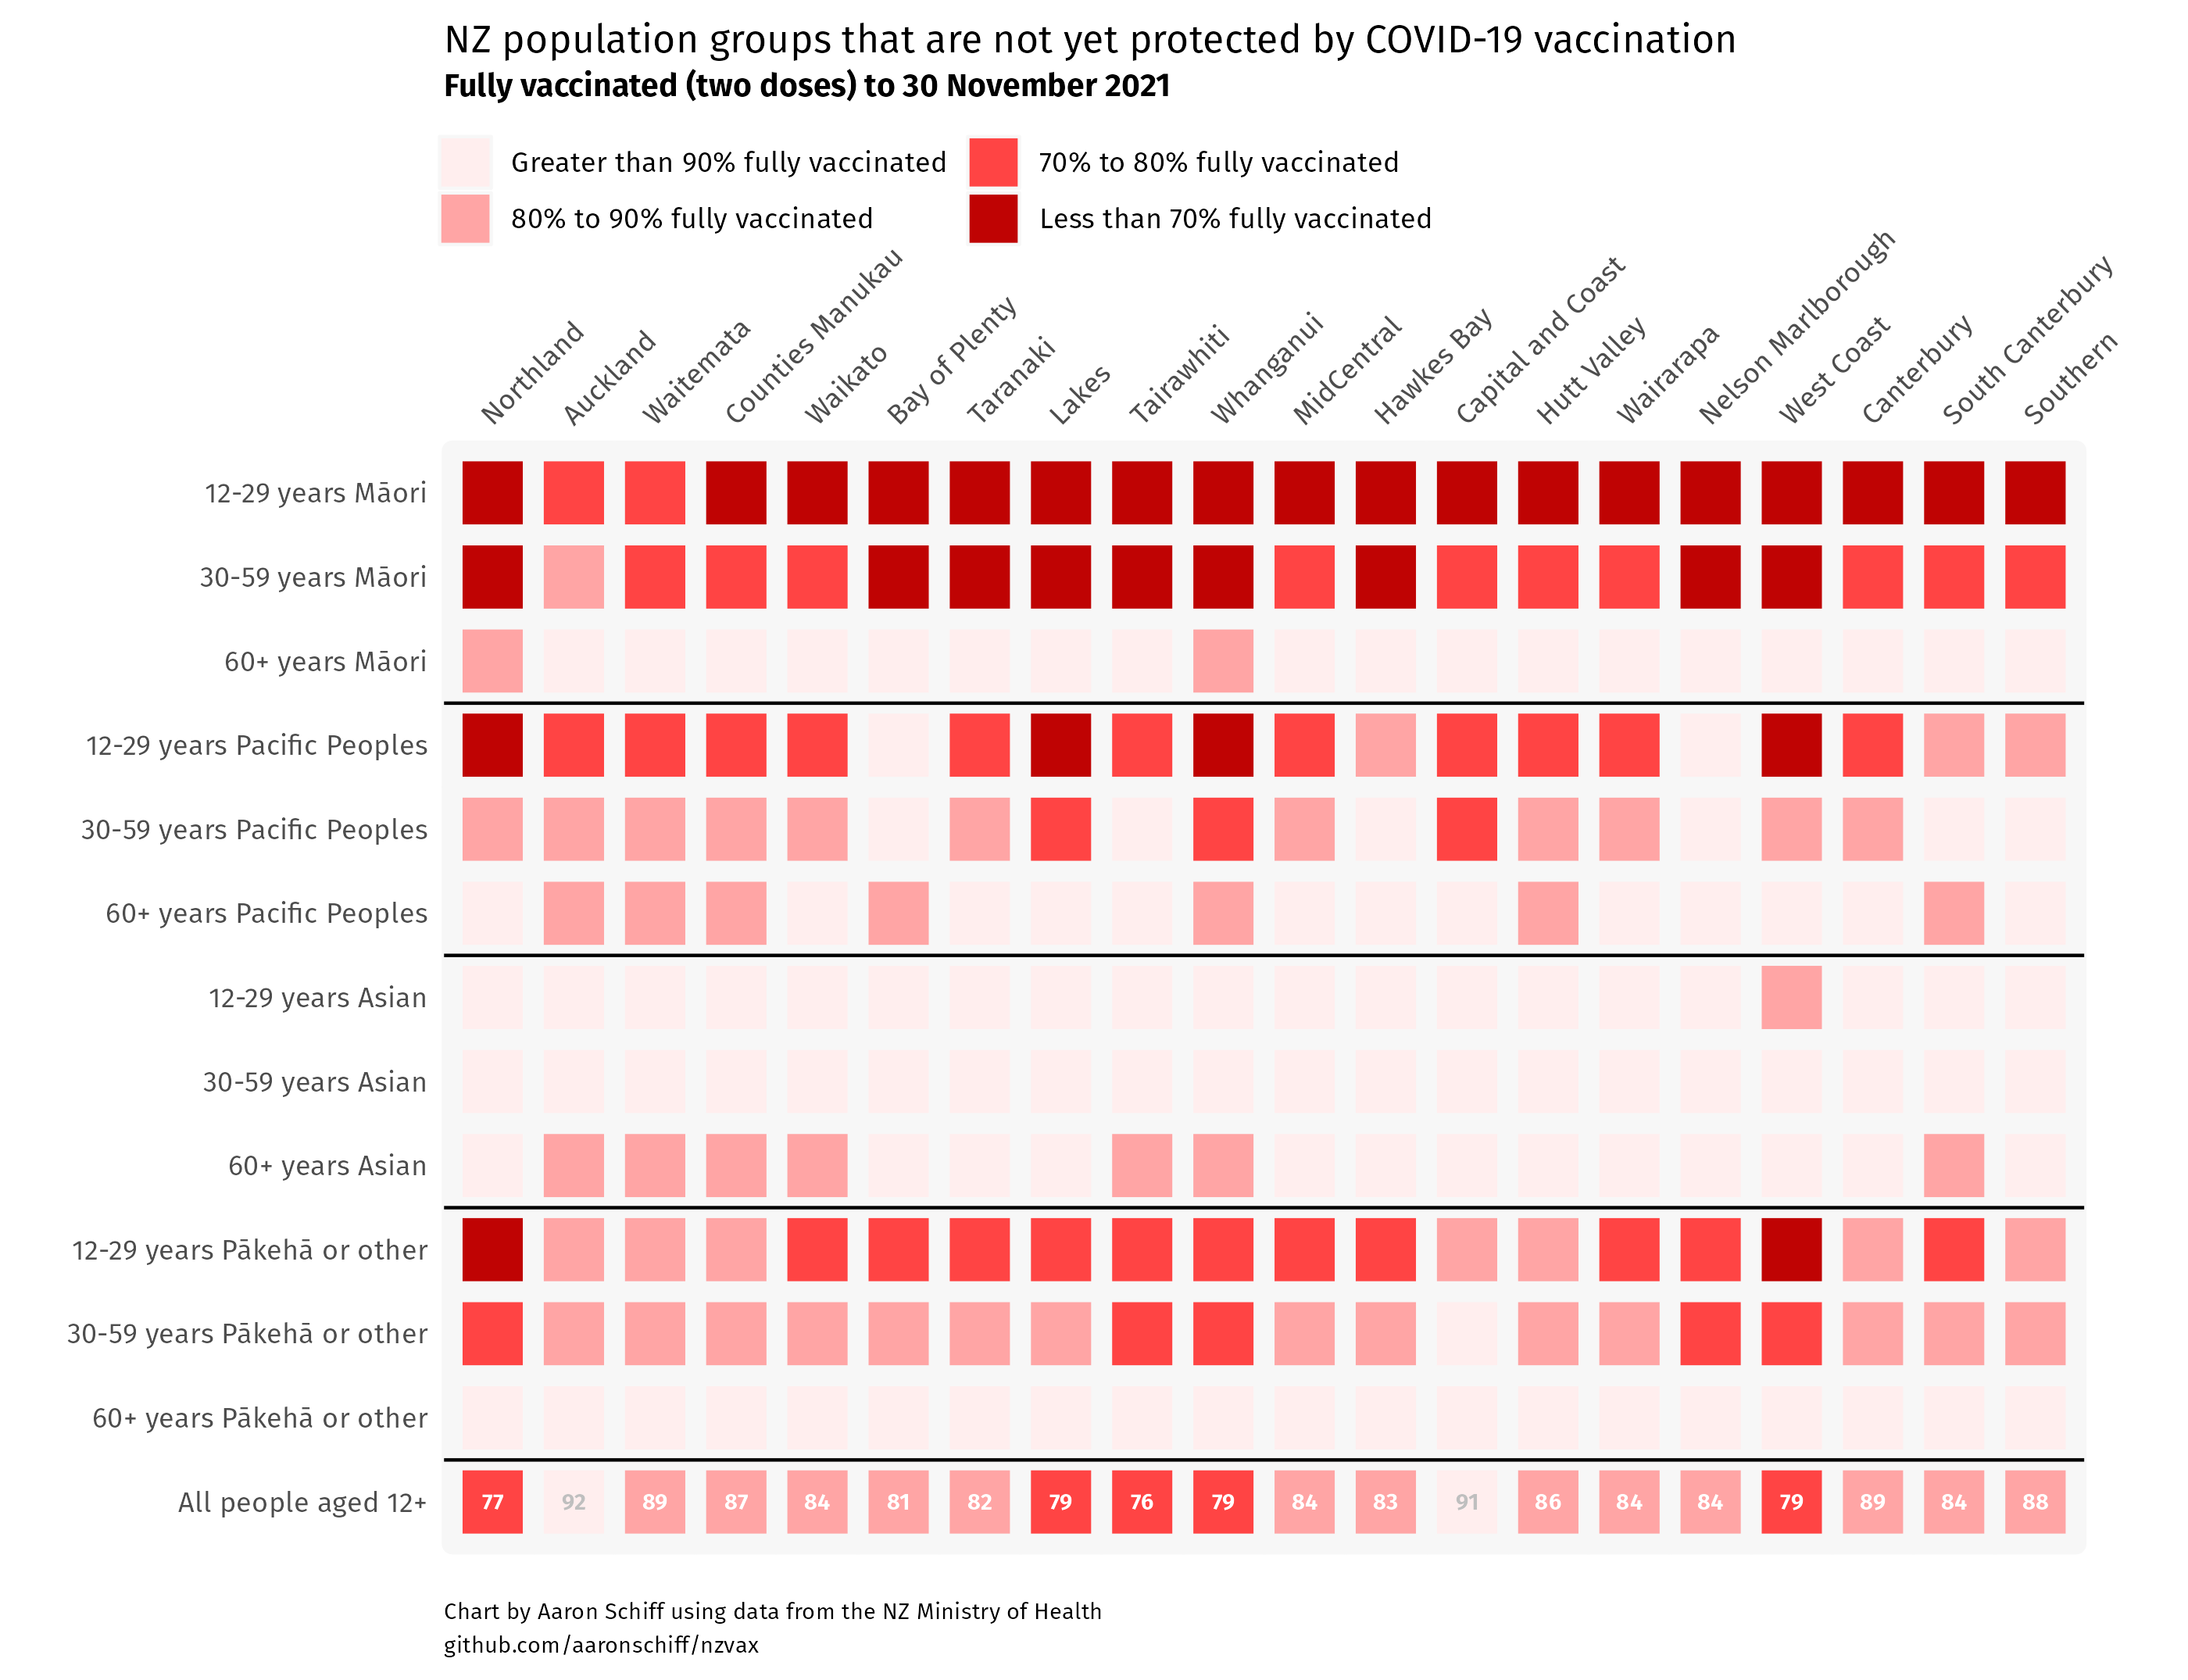 NZ population groups that are not yet protected by COVID-19 vaccination
Fully vaccinated (two doses) to 30 November 2021
Greater than 90% fully vaccinated
70% to 80% fully vaccinated
80% to 90% fully vaccinated
Less than 70% fully vaccinated
Northland
Auckland
Waitemata
Counties Manukau
Waikato
Bay of Plenty
Taranaki
Lakes
Tairawhiti
Whanganui
MidCentral
Hawkes Bay
Capital and Coast
Hutt Valley
Wairarapa
Nelson Marlborough
West Coast
Canterbury
South Canterbury
Southern
12-29 years Māori
30-59 years Māori
60+ years Māori
12-29 years Pacific Peoples
30-59 years Pacific Peoples
60+ years Pacific Peoples
12-29 years Asian
30-59 years Asian
60+ years Asian
12-29 years Pākehā or other
30-59 years Pākehā or other
60+ years Pākehā or other
All people aged 12+ 77 92 89 87 84 81 82 79 76 79 84 83 91 86 84 84 79 89 84 88
Chart by Aaron Schiff using data from the NZ Ministry of Health
github.com/aaronschiff/nzvax